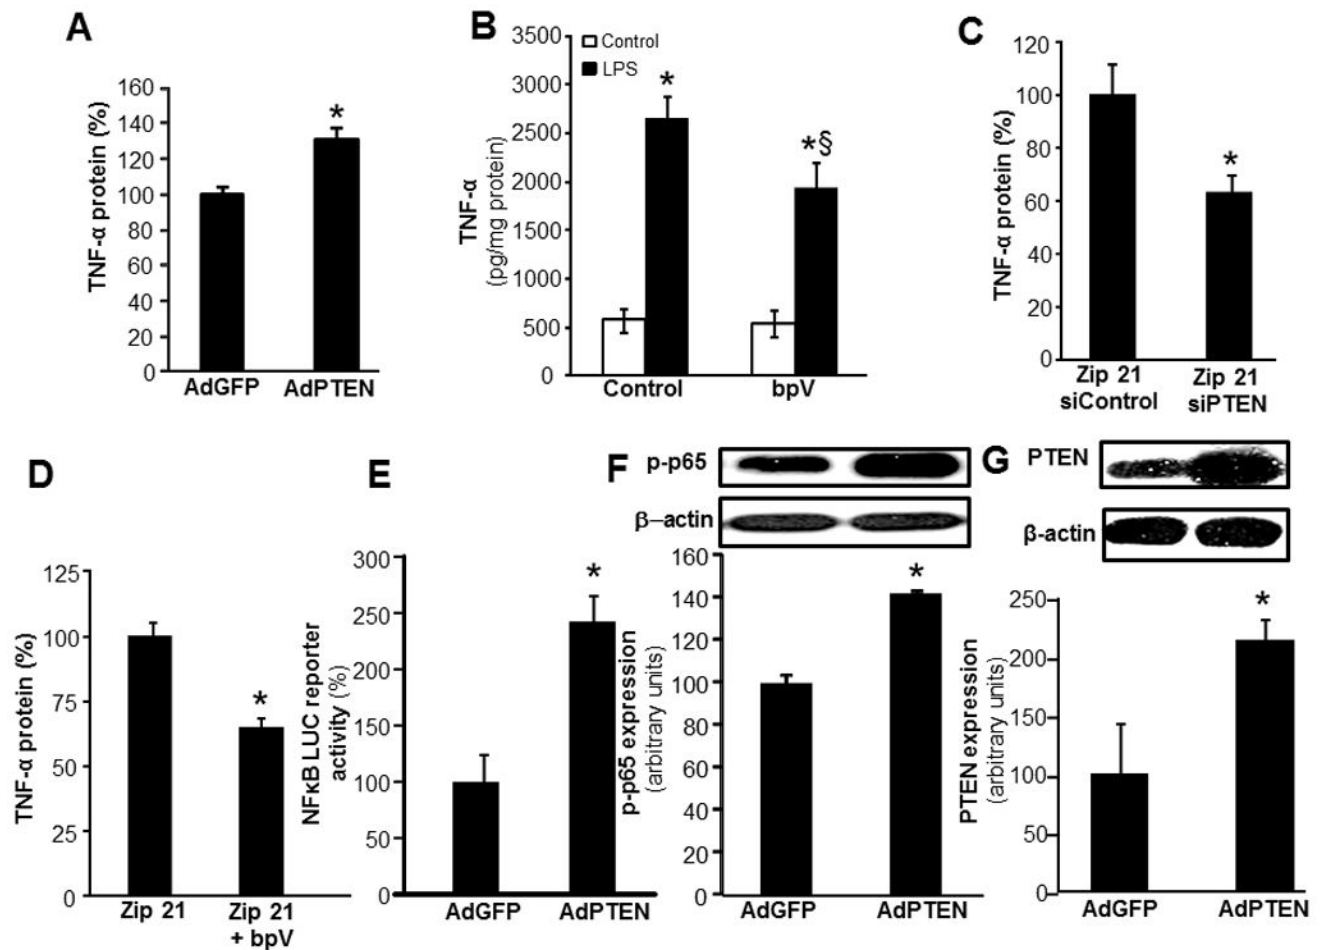 A
TNF-α protein (%)
160
140
120
100
80
60
40
20
0
*
AdGFP
AdPTEN
B
TNF-α
(pg/mg protein)
3500
3000
2500
2000
1500
1000
500
0
Control
LPS
*
*§
Control
bpV
C
TNF-α protein (%)
120
100
80
60
40
20
0
*
Zip 21
siControl
Zip 21
siPTEN
D
TNF-α protein (%)
125
100
75
50
25
0
*
Zip 21
Zip 21
+ bpV
E
NFκB LUC reporter
activity (%)
300
250
200
150
100
50
0
*
AdGFP
AdPTEN
F
p-p65
β–actin
p-p65 expression
(arbitrary units)
160
140
120
100
80
60
40
20
0
*
AdGFP
AdPTEN
G
PTEN
β-actin
PTEN expression
(arbitrary units)
250
200
150
100
50
0
*
AdGFP
AdPTEN